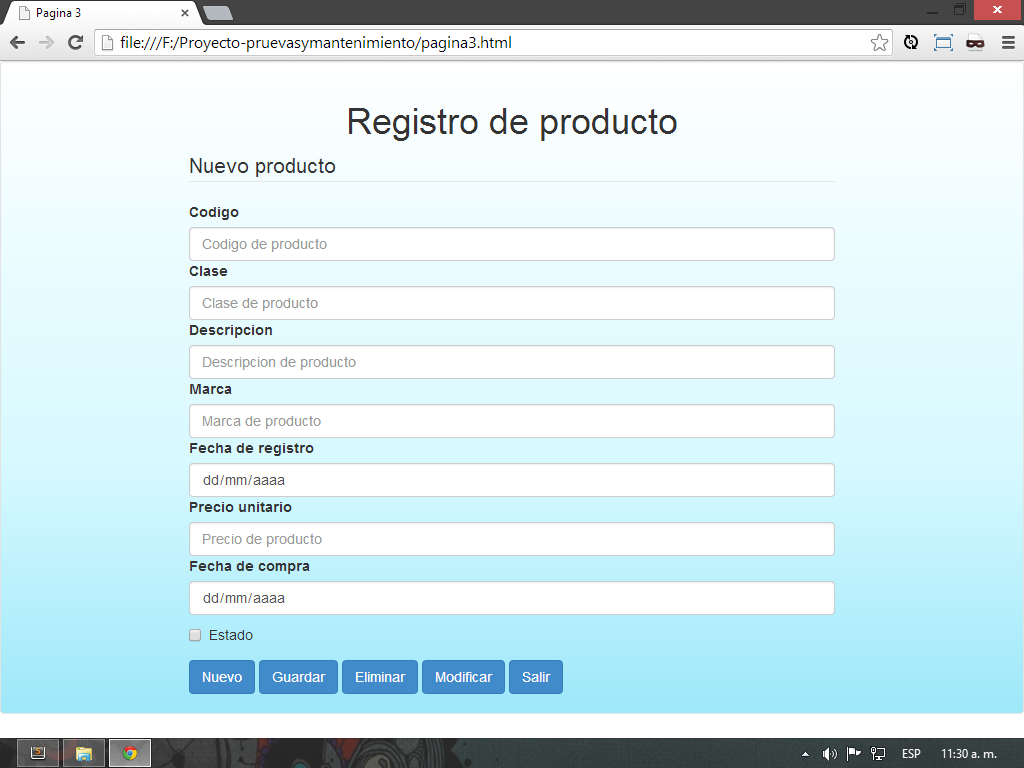 Pagina 3
file:///F:/Proyecto-pruevasymantenimiento/pagina3.html
Registro de producto
Nuevo producto
Codigo
Codigo de producto
Clase
Clase de producto
Descripcion
Descripcion de producto
Marca
Marca de producto
Fecha de registro
dd/mm/aaaa
Precio unitario
Precio de producto
Fecha de compra
dd/mm/aaaa
Estado
Nuevo Guardar Eliminar Modificar Salir
ESP 11:30 a. m.